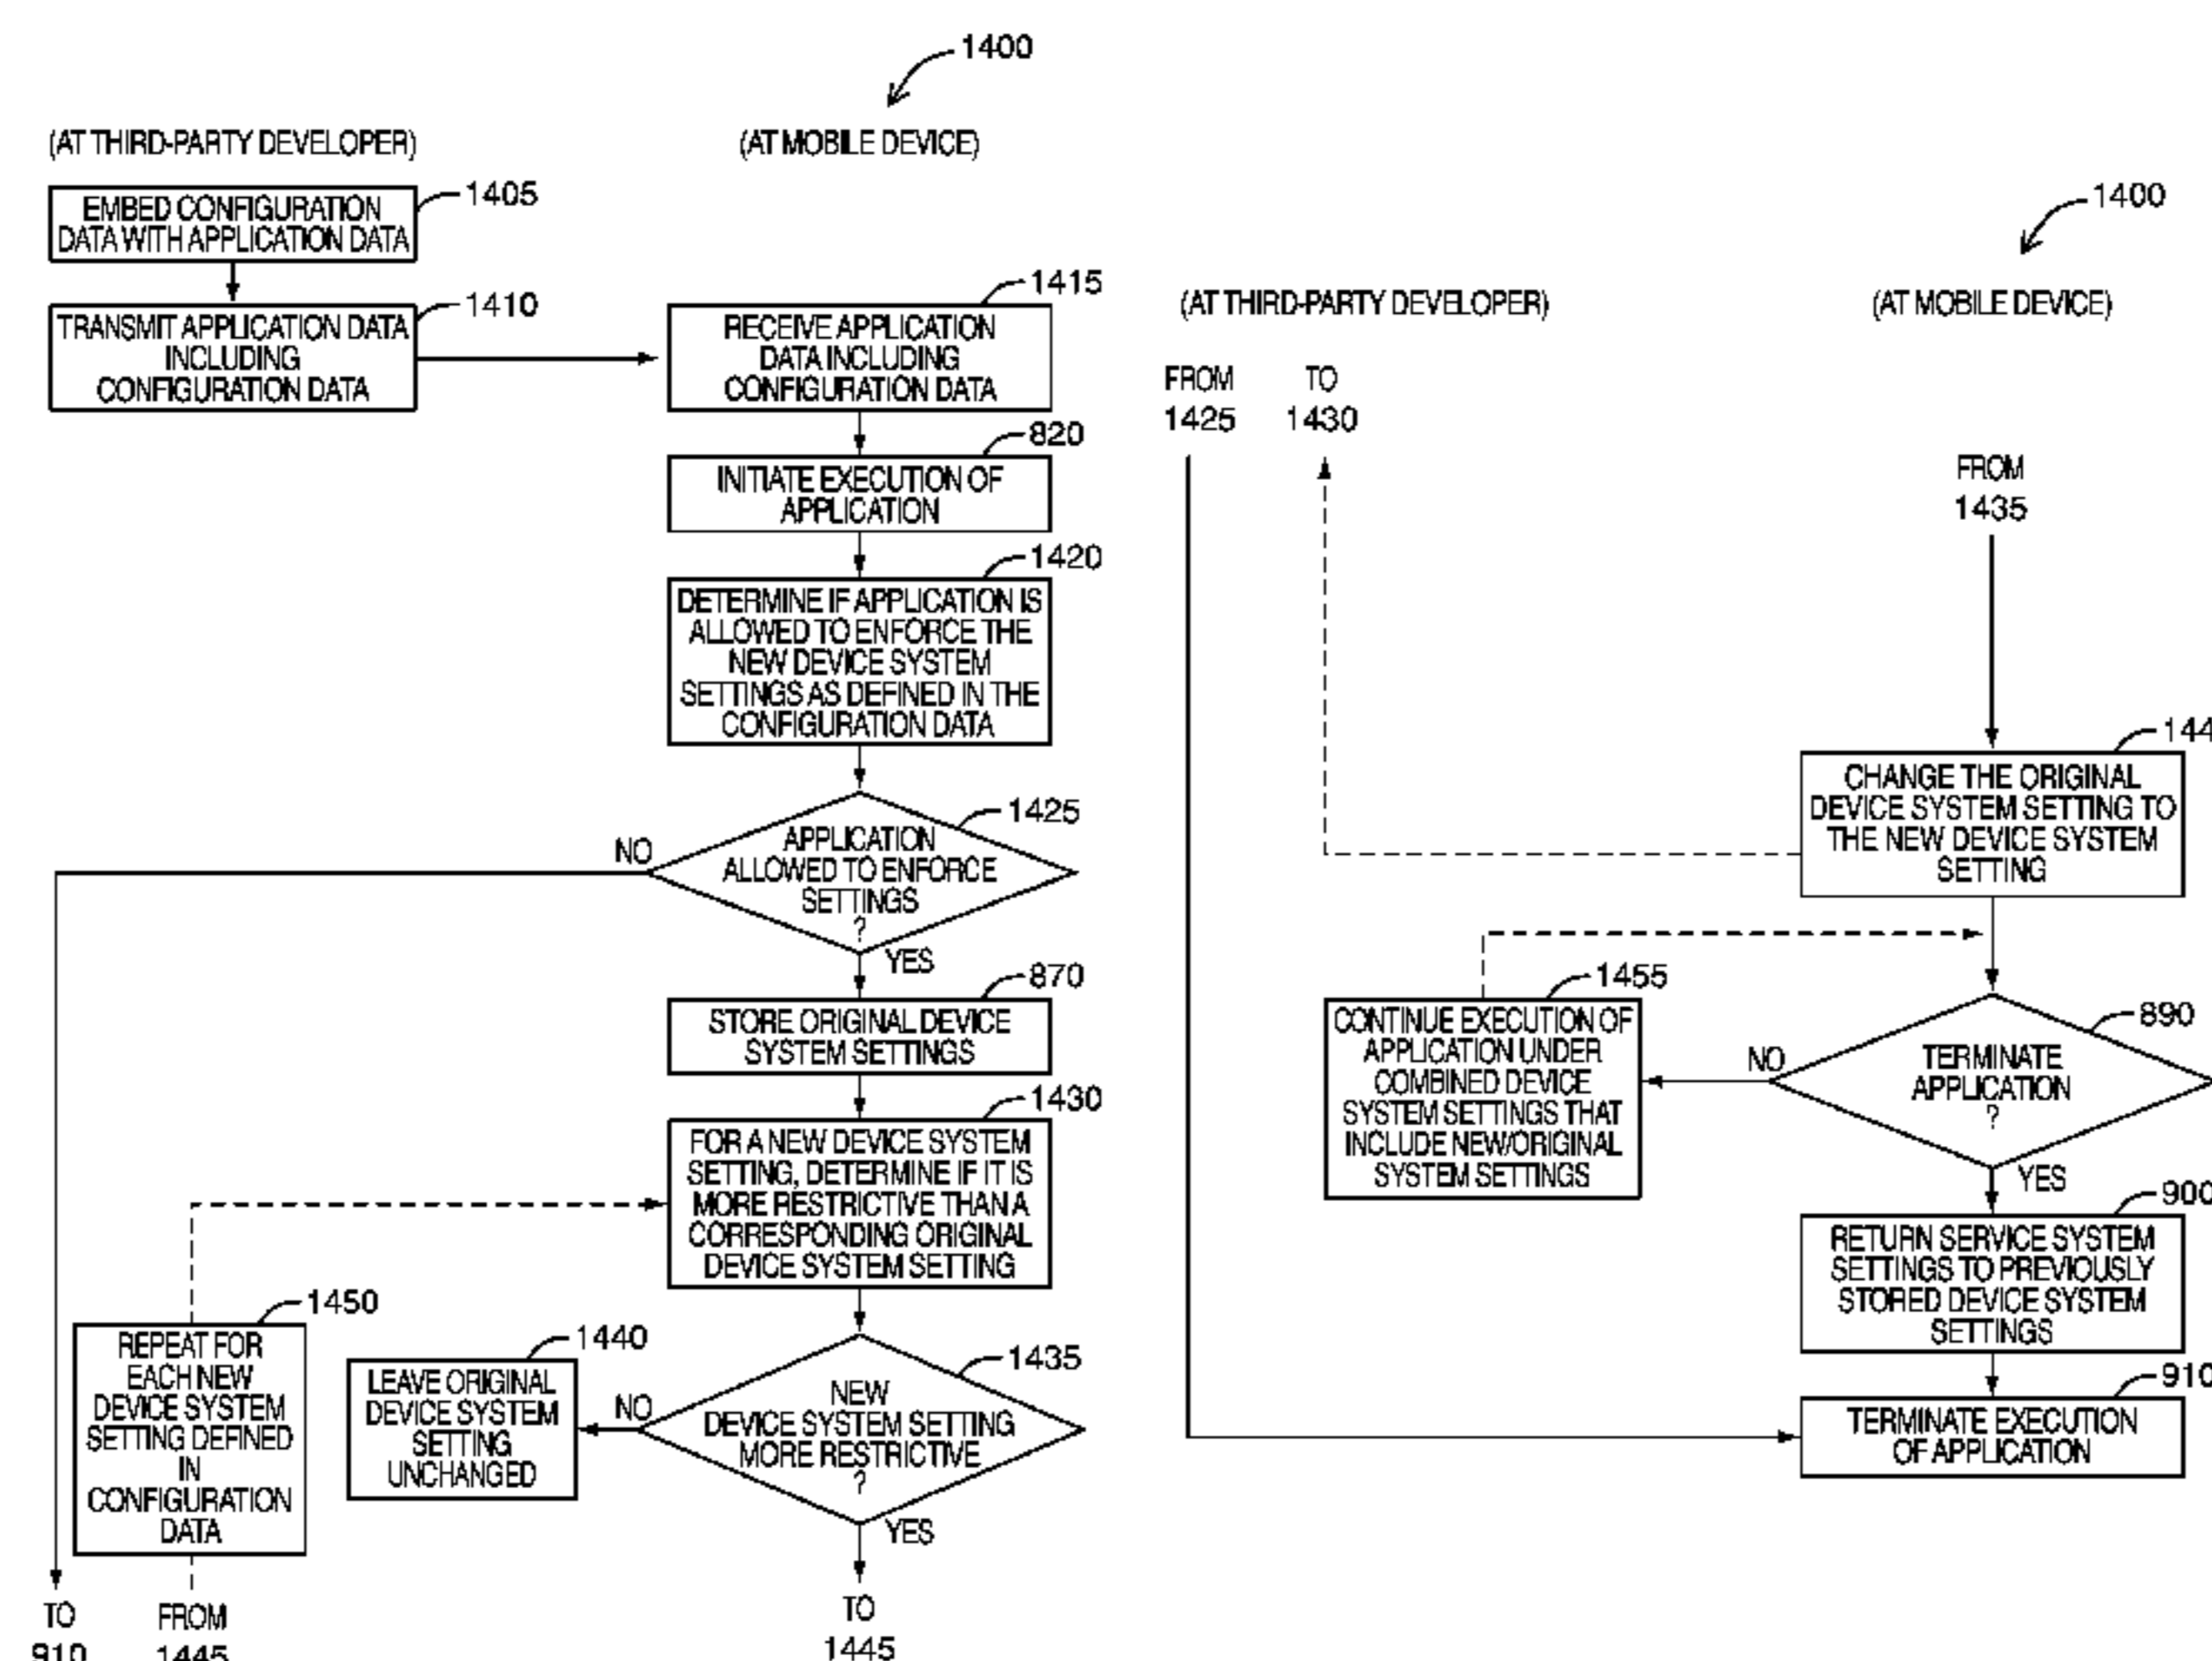 1400
(AT THIRD-PARTY DEVELOPER)
(AT MOBILE DEVICE)
1405
EMBED CONFIGURATION
DATA WITH APPLICATION DATA
1410
TRANSMIT APPLICATION DATA
INCLUDING
CONFIGURATION DATA
1415
RECEIVE APPLICATION
DATA INCLUDING
CONFIGURATION DATA
820
INITIATE EXECUTION OF
APPLICATION
1420
DETERMINE IF APPLICATION IS
ALLOWED TO ENFORCE THE
NEW DEVICE SYSTEM
SETTINGS AS DEFINED IN THE
CONFIGURATION DATA
1425
APPLICATION
ALLOWED TO ENFORCE
SETTINGS
?
NO
YES
870
STORE ORIGINAL DEVICE
SYSTEM SETTINGS
1430
FOR A NEW DEVICE SYSTEM
SETTING, DETERMINE IF IT IS
MORE RESTRICTIVE THAN A
CORRESPONDING ORIGINAL
DEVICE SYSTEM SETTING
1435
NEW
DEVICE SYSTEM SETTING
MORE RESTRICTIVE
?
NO
YES
1440
LEAVE ORIGINAL
DEVICE SYSTEM
SETTING
UNCHANGED
1450
REPEAT FOR
EACH NEW
DEVICE SYSTEM
SETTING DEFINED
IN
CONFIGURATION
DATA
TO
910
FROM
1445
TO
1445
1400
(AT THIRD-PARTY DEVELOPER)
(AT MOBILE DEVICE)
FROM
1425
TO
1430
FROM
1435
144
CHANGE THE ORIGINAL
DEVICE SYSTEM SETTING TO
THE NEW DEVICE SYSTEM
SETTING
1455
CONTINUE EXECUTION OF
APPLICATION UNDER
COMBINED DEVICE
SYSTEM SETTINGS THAT
INCLUDE NEW/ORIGINAL
SYSTEM SETTINGS
890
TERMINATE
APPLICATION
?
NO
YES
900
RETURN SERVICE SYSTEM
SETTINGS TO PREVIOUSLY
STORED DEVICE SYSTEM
SETTINGS
910
TERMINATE EXECUTION
OF APPLICATION